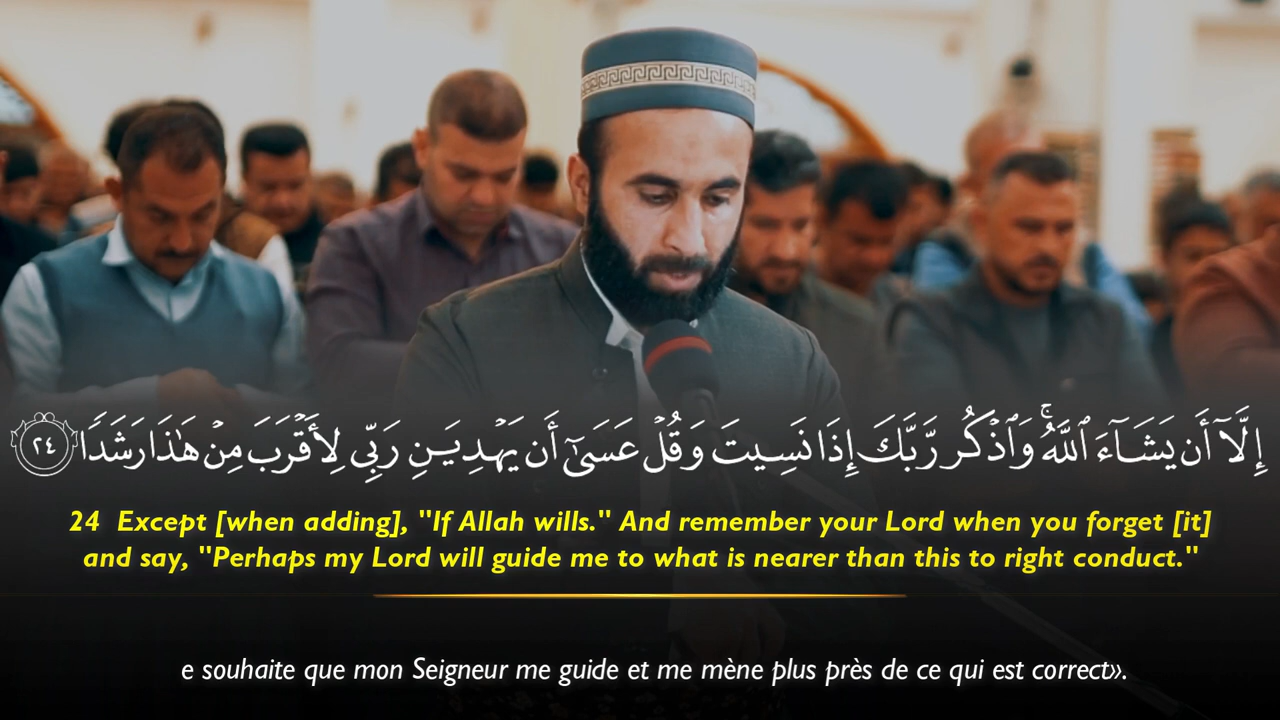 إِلَّآ أَن يَشَآءَ ٱللَّهُ ۚ وَٱذْكُر رَّبَّكَ إِذَا نَسِيتَ وَقُلْ عَسَىٰٓ أَن يَهْدِيَنِ رَبِّى لِأَقْرَبَ مِنْ هَٰذَا رَشَدًا ٢٤
24 Except [when adding], "If Allah wills." And remember your Lord when you forget [it]
and say, "Perhaps my Lord will guide me to what is nearer than this to right conduct."
e souhaite que mon Seigneur me guide et me mène plus près de ce qui est correct».